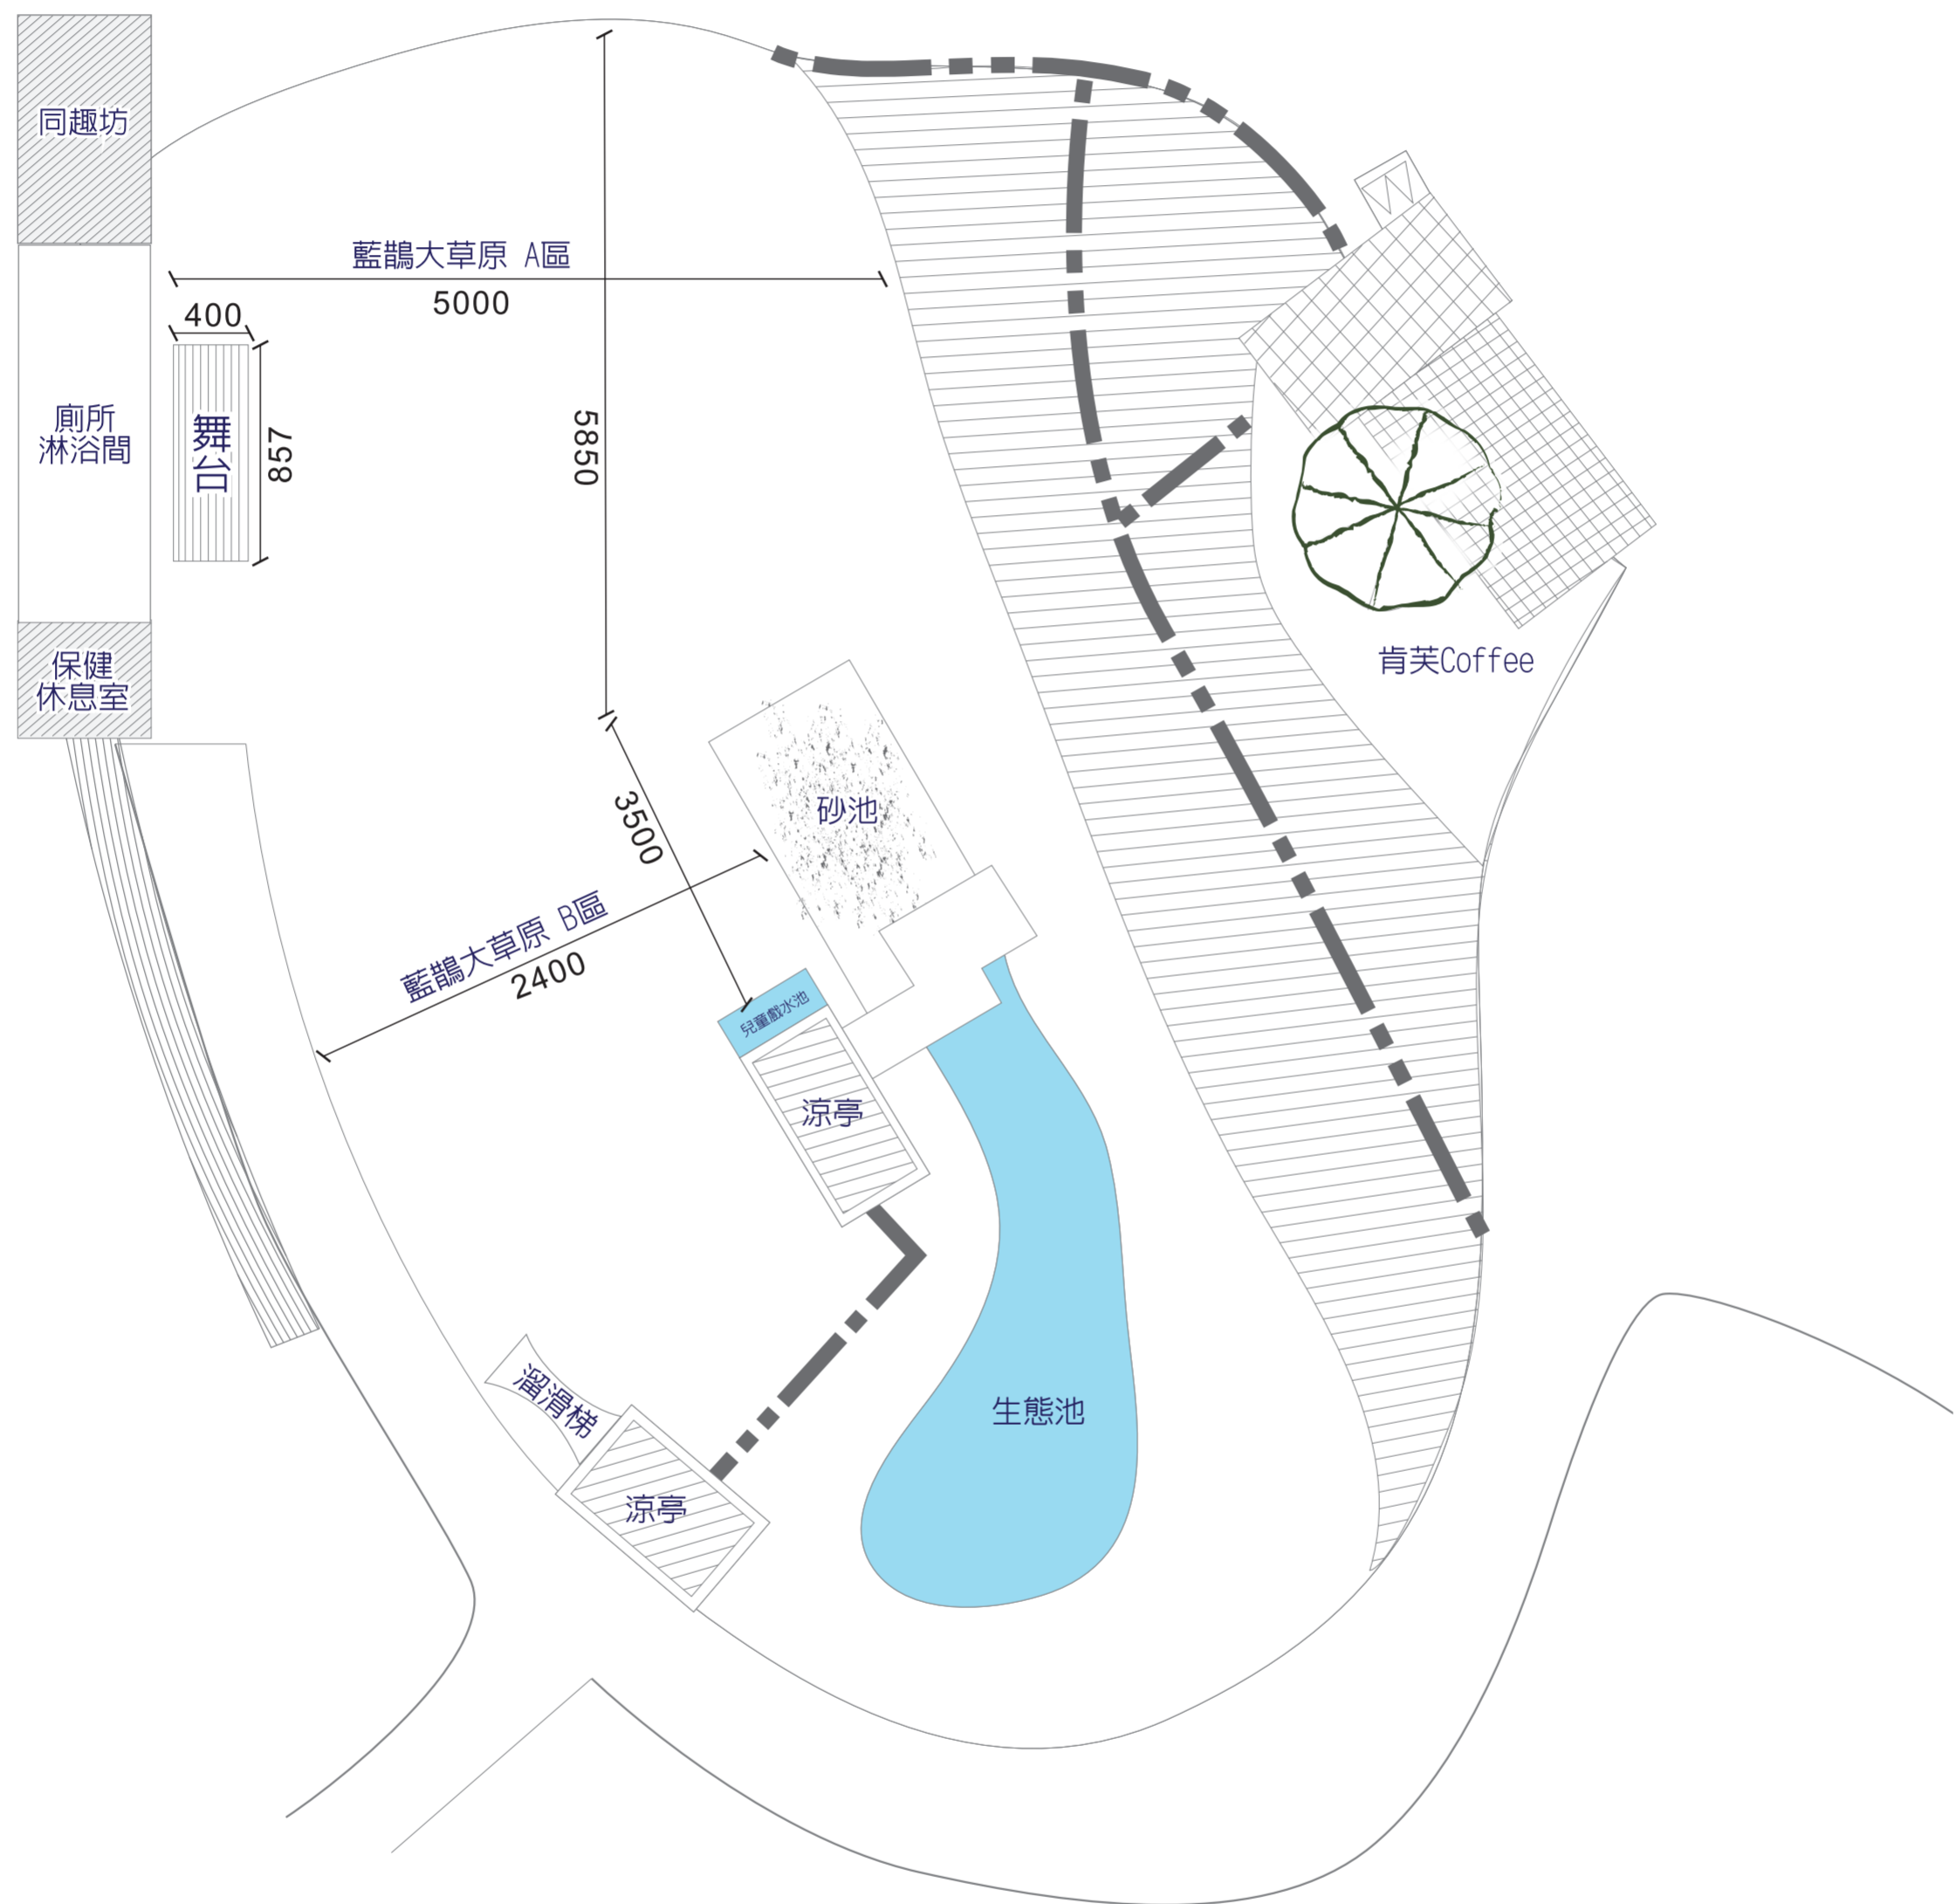 同趣坊
藍鵲大草原 A區
5000
400
廁所
淋浴間
舞台
857
5850
保健
休息室
肯芙Coffee
砂池
3500
藍鵲大草原 B區
2400
兒童戲水池
涼亭
溜滑梯
生態池
涼亭